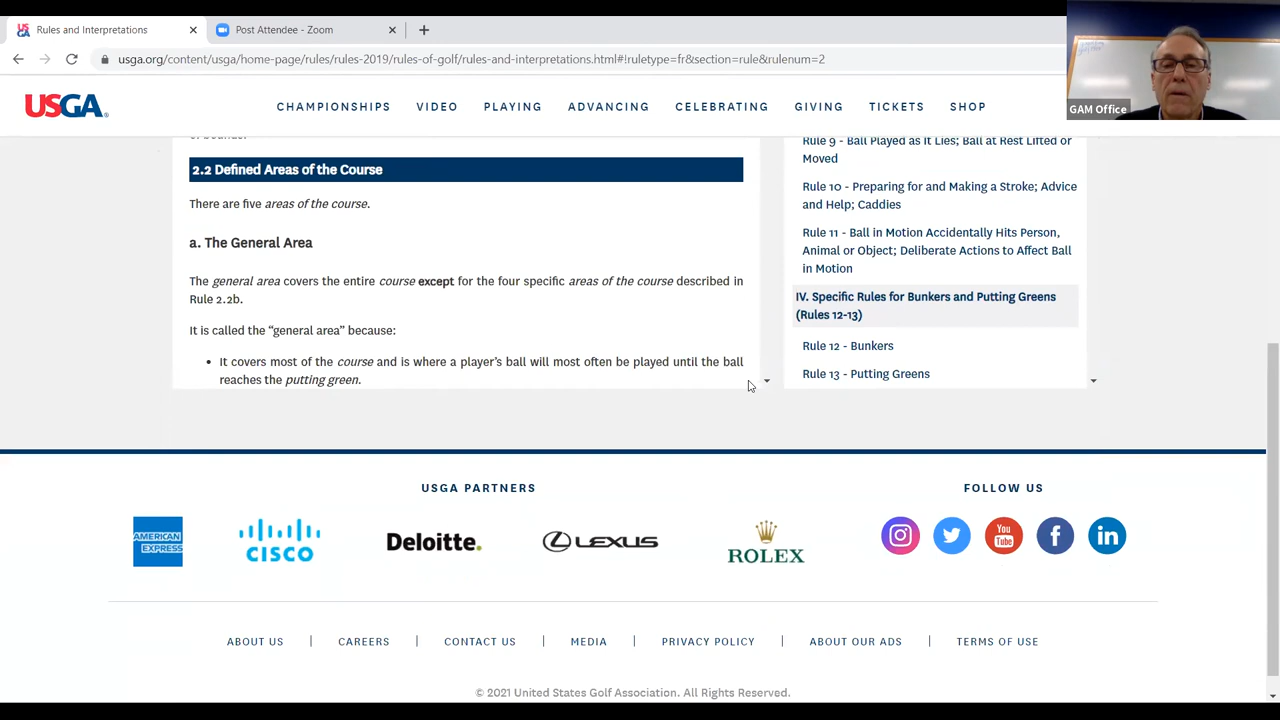 Rules and Interpretations
Post Attendee - Zoom
usga.org/content/usga/home-page/rules/rules-2019/rules-of-golf/rules-and-interpretations.html#!ruletype=fr&section=rule&rulenum=2
GAM Office
USGA
CHAMPIONSHIPS VIDEO PLAYING ADVANCING CELEBRATING GIVING TICKETS SHOP
of bounds.
2.2 Defined Areas of the Course
There are five areas of the course.
a. The General Area
The general area covers the entire course except for the four specific areas of the course described in
Rule 2.2b.
It is called the “general area” because:
• It covers most of the course and is where a player’s ball will most often be played until the ball
reaches the putting green.
Rule 9 - Ball Played as It Lies; Ball at Rest Lifted or
Moved
Rule 10 - Preparing for and Making a Stroke; Advice
and Help; Caddies
Rule 11 - Ball in Motion Accidentally Hits Person,
Animal or Object; Deliberate Actions to Affect Ball
in Motion
IV. Specific Rules for Bunkers and Putting Greens
(Rules 12-13)
Rule 12 - Bunkers
Rule 13 - Putting Greens
USGA PARTNERS
AMERICAN
EXPRESS
CISCO
Deloitte.
LEXUS
ROLEX
FOLLOW US
You
Tube
f
in
ABOUT US | CAREERS | CONTACT US | MEDIA | PRIVACY POLICY | ABOUT OUR ADS | TERMS OF USE
© 2021 United States Golf Association. All Rights Reserved.